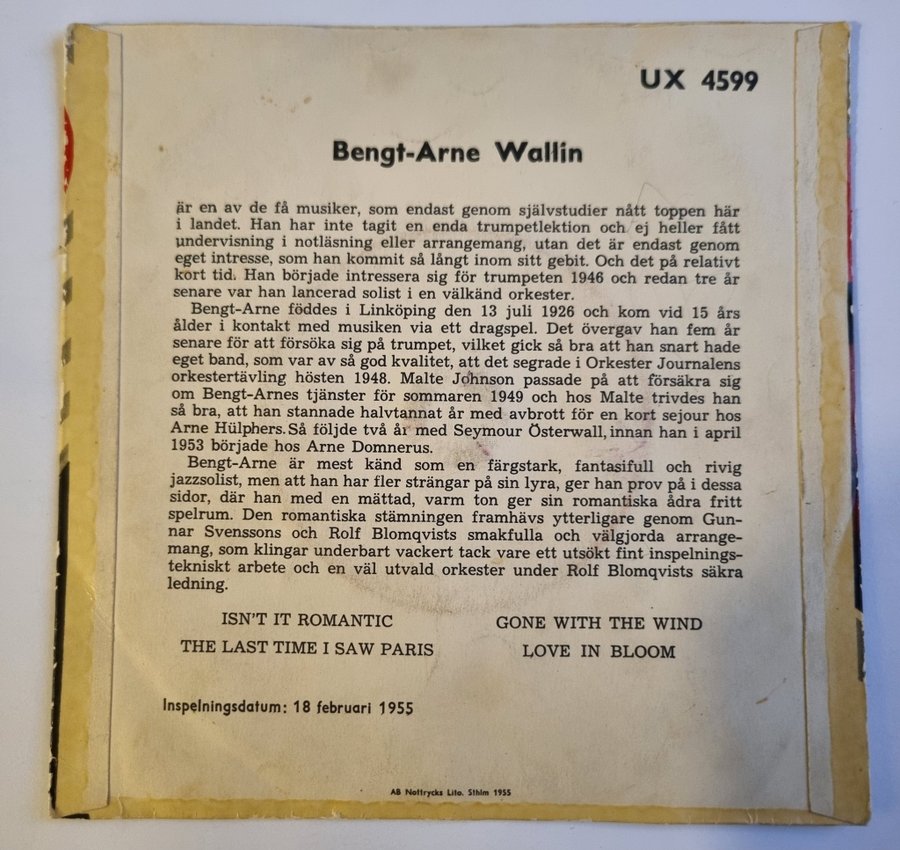 UX 4599
Bengt-Arne Wallin
är en av de få musiker, som endast genom självstudier nått toppen här
i landet. Han har inte tagit en enda trumpetlektion och ej heller fått
undervisning i notläsning eller arrangemang, utan det är endast genom
eget intresse, som han kommit så långt inom sitt gebit. Och det på relativt
kort tid. Han började intressera sig för trumpeten 1946 och redan tre år
senare var han lancerad solist i en välkänd orkester.
Bengt-Arne föddes i Linköping den 13 juli 1926 och kom vid 15 års
ålder i kontakt med musiken via ett dragspel. Det övergav han fem år
senare för att försöka sig på trumpet, vilket gick så bra att han snart hade
eget band, som var av så god kvalitet, att det segrade i Orkester Journalens
orkestertävling hösten 1948. Malte Johnson passade på att försäkra sig
om Bengt-Arnes tjänster för sommaren 1949 och hos Malte trivdes han
så bra, att han stannade halvtannat år med avbrott för en kort sejour hos
Arne Hülphers. Så följde två år med Seymour Österwall, innan han i april
1953 började hos Arne Domnerus.
Bengt-Arne är mest känd som en färgstark, fantasifull och rivig
jazzsolist, men att han har fler strängar på sin lyra, ger han prov på i dessa
sidor, där han med en mättad, varm ton ger sin romantiska ådra fritt
spelrum. Den romantiska stämningen framhävs ytterligare genom Gun-
nar Svenssons och Rolf Blomqvists smakfulla och välgjorda arrange-
mang, som klingar underbart vackert tack vare ett utsökt fint inspelnings-
tekniskt arbete och en väl utvald orkester under Rolf Blomqvists säkra
ledning.
ISN'T IT ROMANTIC
THE LAST TIME I SAW PARIS
GONE WITH THE WIND
LOVE IN BLOOM
Inspelningsdatum: 18 februari 1955
AB Nottrycks Lito. Sthlm 1955